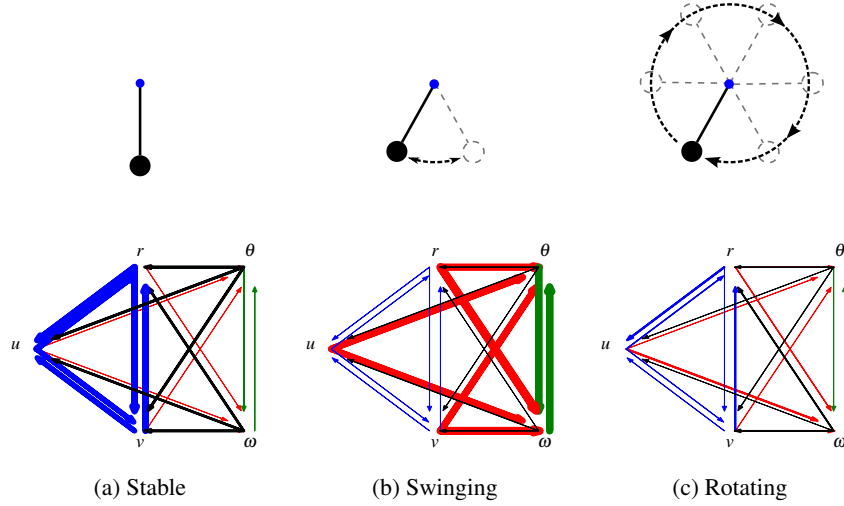 r θ r θ r θ
u u u
v ω v ω v ω
(a) Stable (b) Swinging (c) Rotating